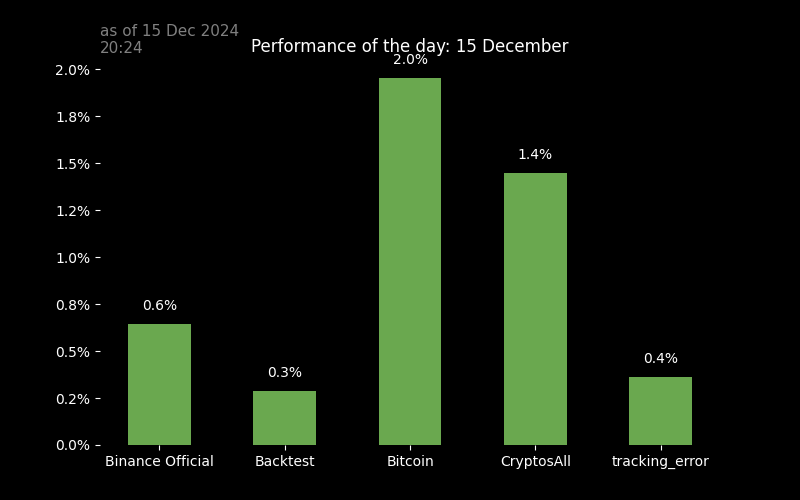 as of 15 Dec 2024
20:24
Performance of the day: 15 December
2.0%
1.8%
1.5%
1.2%
1.0%
0.8%
0.5%
0.2%
0.0%
0.6%
0.3%
2.0%
1.4%
0.4%
Binance Official
Backtest
Bitcoin
CryptosAll
tracking_error